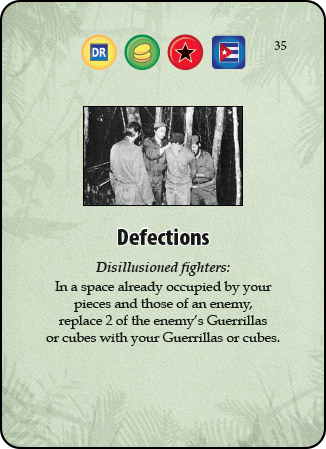 DR
35
Defections
Disillusioned fighters:
In a space already occupied by your
pieces and those of an enemy,
replace 2 of the enemy's Guerrillas
or cubes with your Guerrillas or cubes.